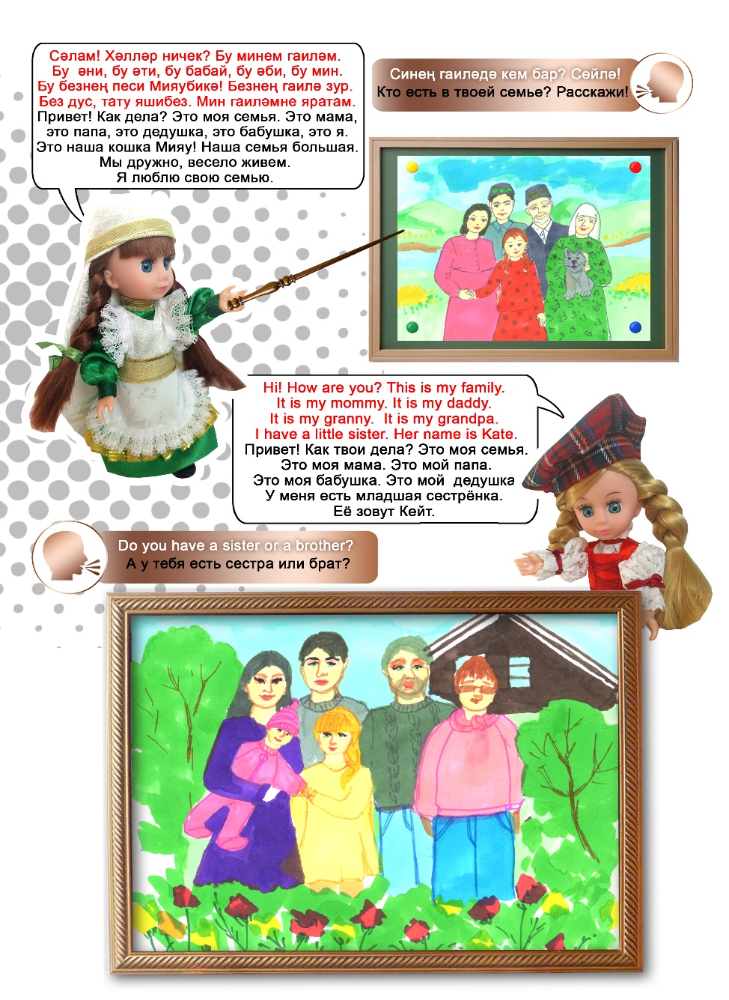 Сәлам! Хәлләр ничек? Бу минем гаиләм.
Бу әни, бу әти, бу бабай, бу әби, бу мин.
Бу безнең песи Мияубикә! Безнең гаилә зур.
Без дус, тату яшибез. Мин гаиләмне яратам.
Привет! Как дела? Это моя семья. Это мама,
это папа, это дедушка, это бабушка, это я.
Это наша кошка Мияу! Наша семья большая.
Мы дружно, весело живем.
Я люблю свою семью.
Синең гаиләдә кем бар? Сөйлә!
Кто есть в твоей семье? Расскажи!
Hi! How are you? This is my family.
It is my mommy. It is my daddy.
It is my granny. It is my grandpa.
I have a little sister. Her name is Kate.
Привет! Как твои дела? Это моя семья.
Это моя мама. Это мой папа.
Это моя бабушка. Это мой дедушка
У меня есть младшая сестрёнка.
Её зовут Кейт.
Do you have a sister or a brother?
А у тебя есть сестра или брат?